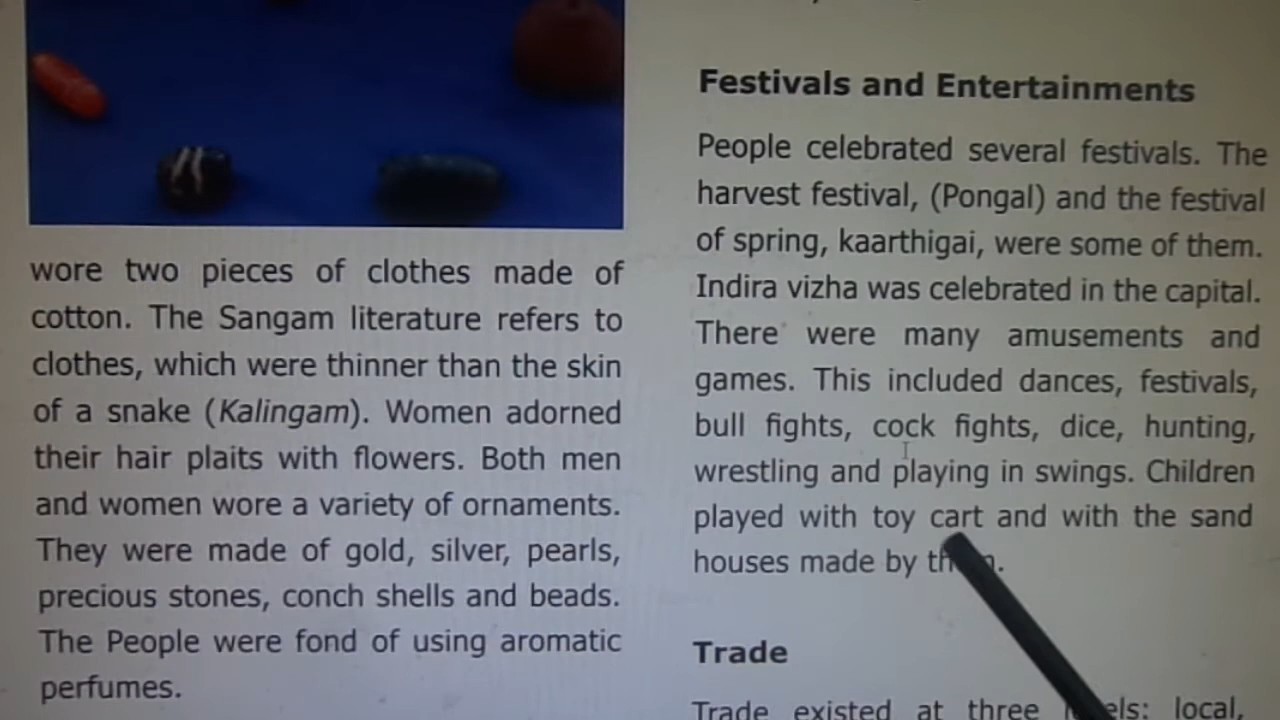 wore two pieces of clothes made of
cotton. The Sangam literature refers to
clothes, which were thinner than the skin
of a snake (Kalingam). Women adorned
their hair plaits with flowers. Both men
and women wore a variety of ornaments.
They were made of gold, silver, pearls,
precious stones, conch shells and beads.
The People were fond of using aromatic
perfumes.
Festivals and Entertainments
People celebrated several festivals. The
harvest festival, (Pongal) and the festival
of spring, kaarthigai, were some of them.
Indira vizha was celebrated in the capital.
There were many amusements and
games. This included dances, festivals,
bull fights, cock fights, dice, hunting,
wrestling and playing in swings. Children
played with toy cart and with the sand
houses made by them.
Trade
Trade existed at three levels: local,